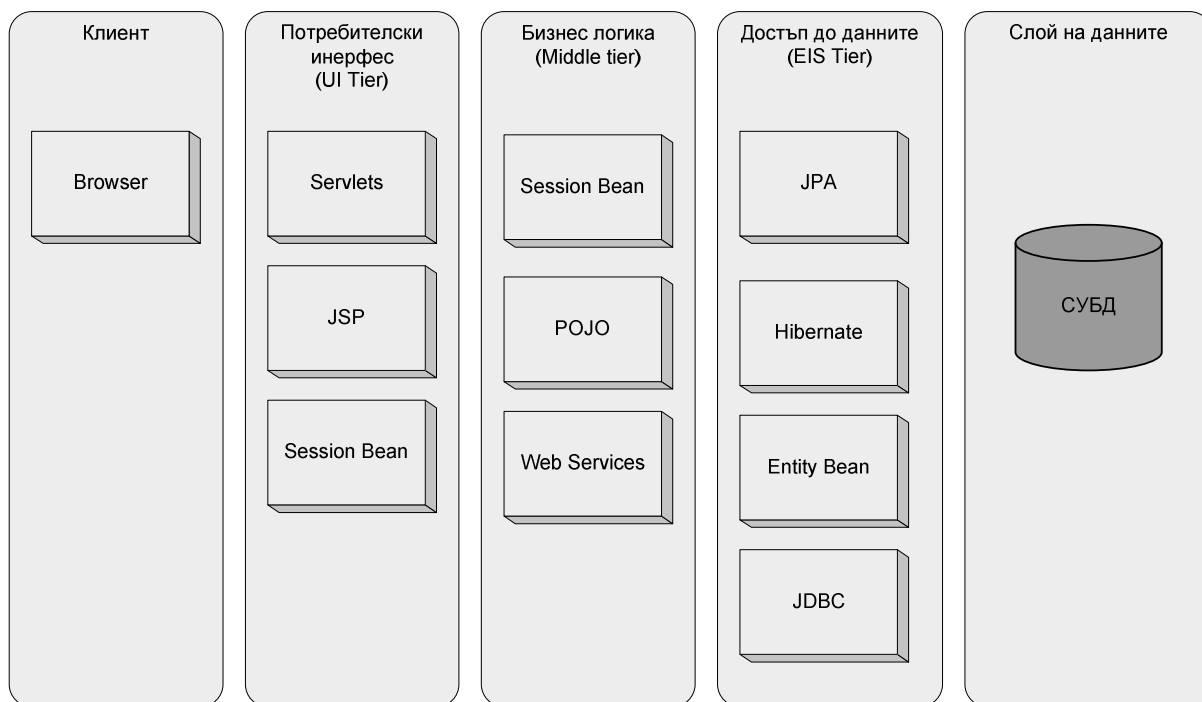 Клиент
Browser
Потребителски
инерфес
(UI Tier)
Servlets
JSP
Session Bean
Бизнес логика
(Middle tier)
Session Bean
POJO
Web Services
Достъп до данните
(EIS Tier)
JPA
Hibernate
Entity Bean
JDBC
Слой на данните
СУБД